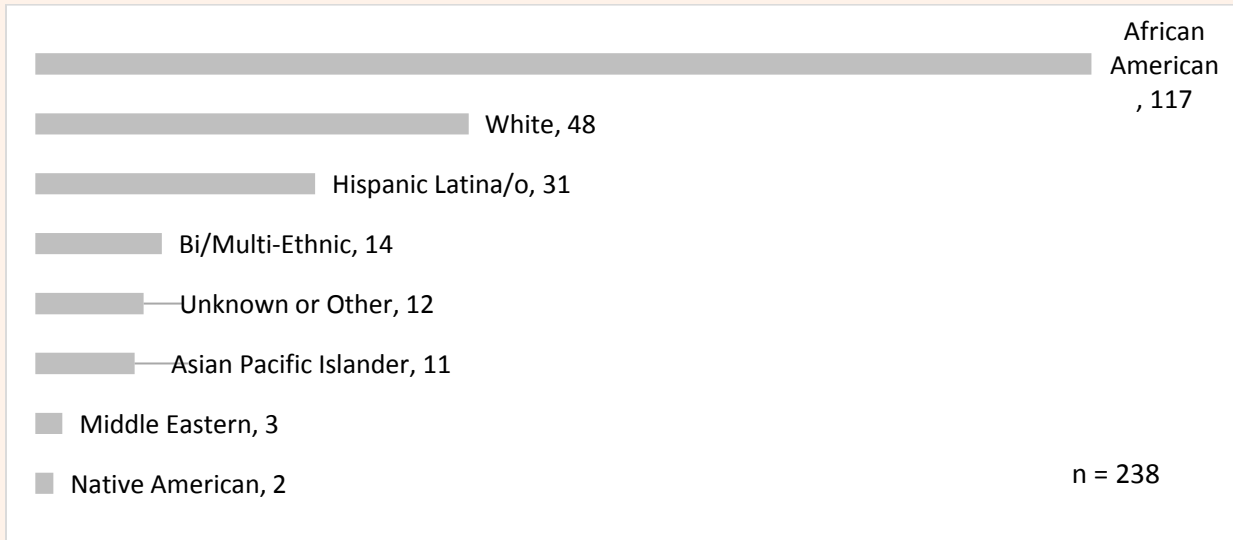 African
American
, 117
White, 48
Hispanic Latina/o, 31
Bi/Multi-Ethnic, 14
Unknown or Other, 12
Asian Pacific Islander, 11
Middle Eastern, 3
Native American, 2
n = 238